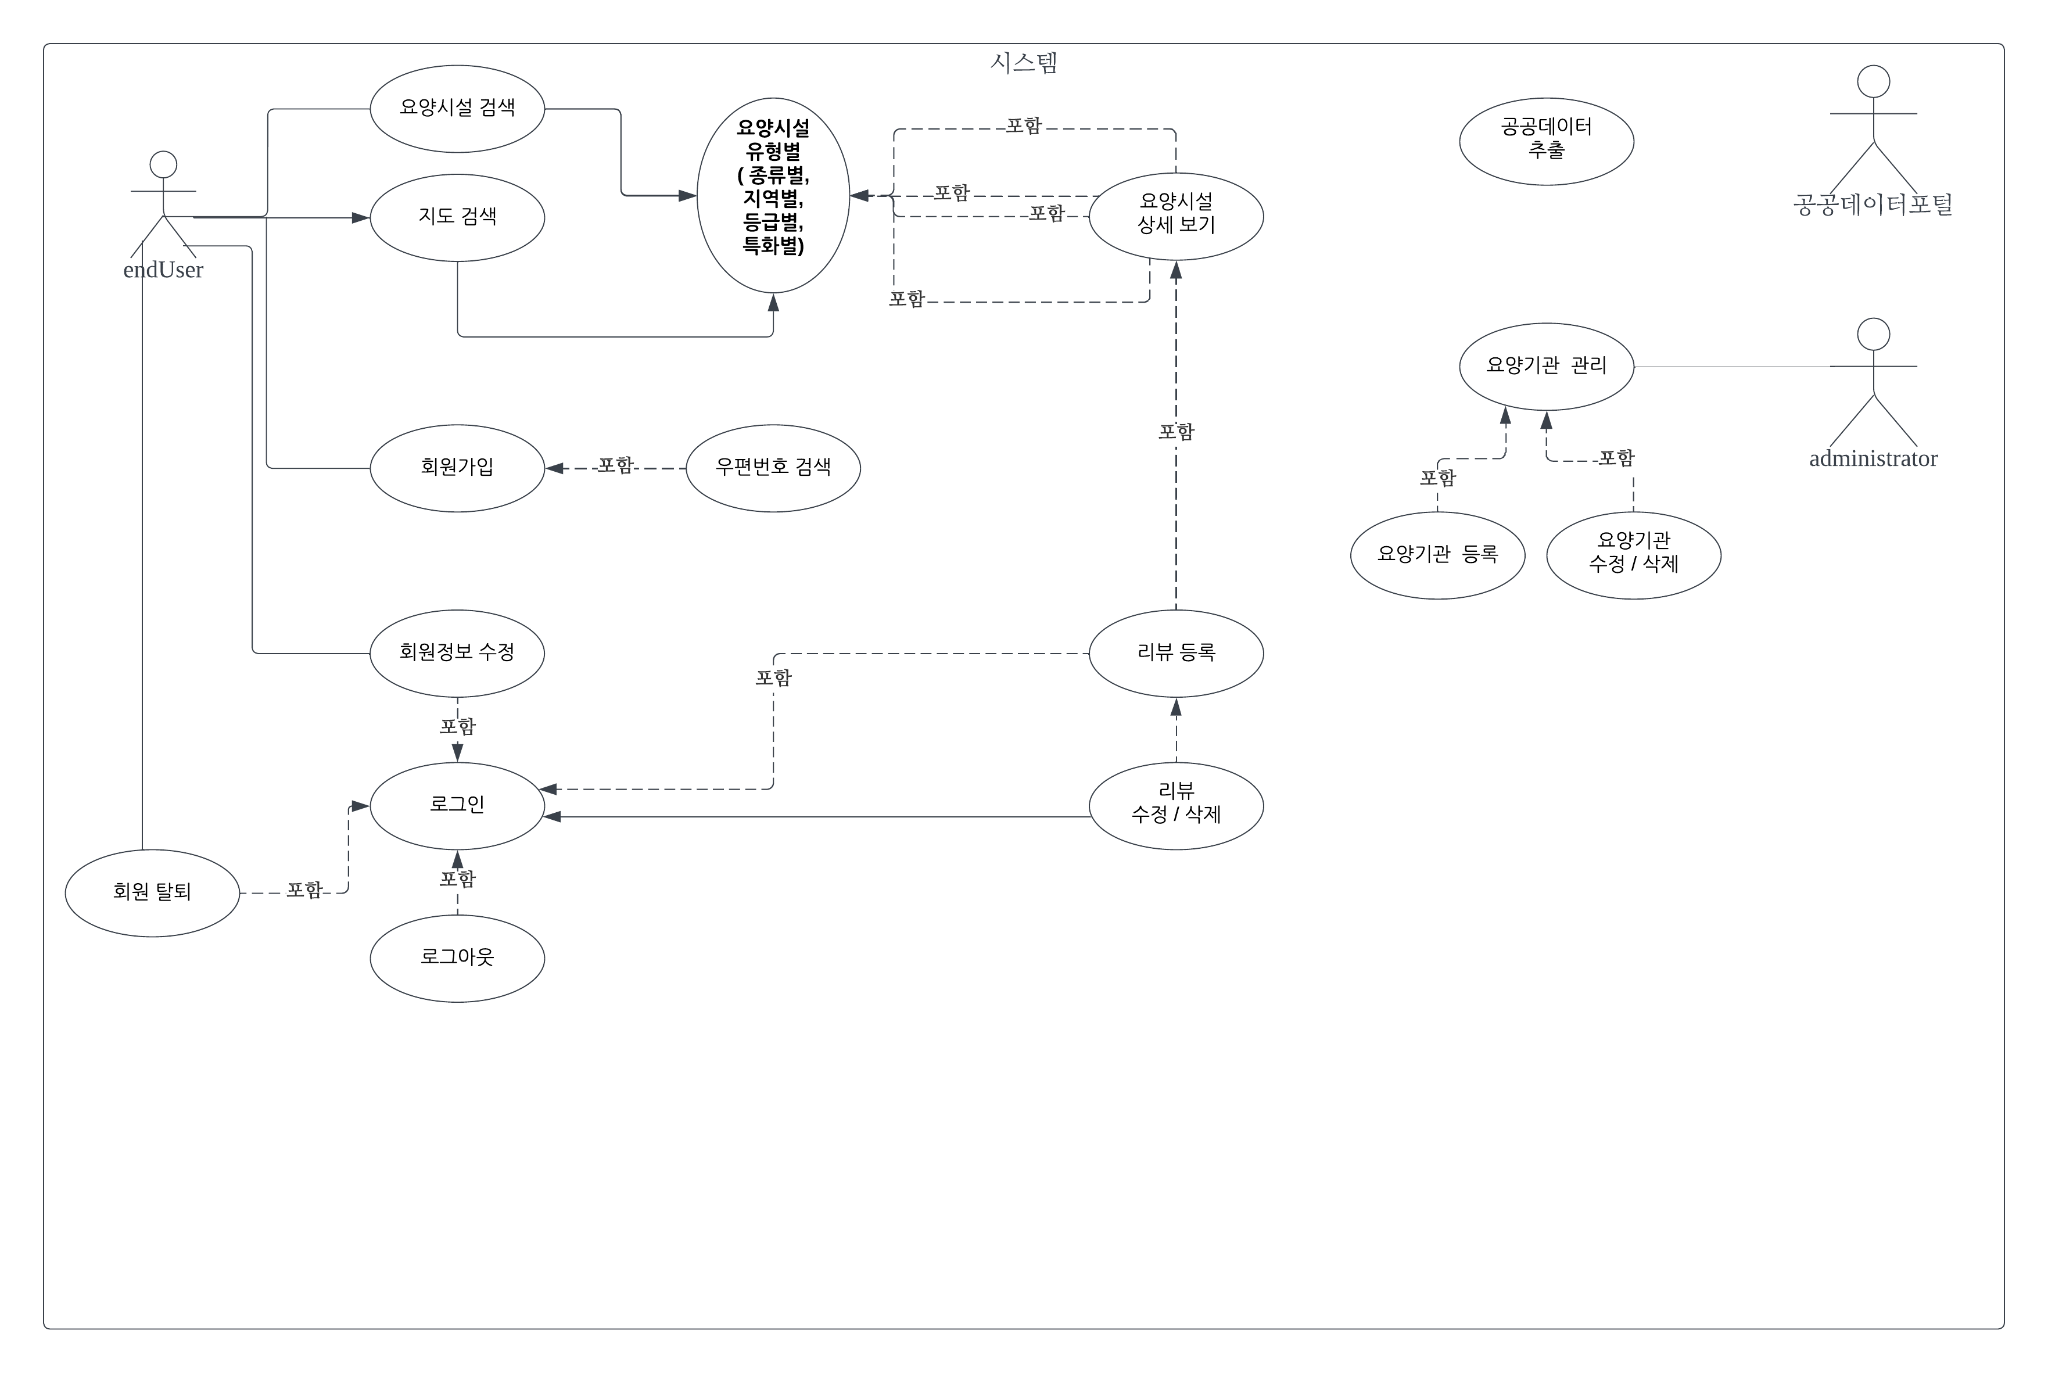 시스템
요양시설 검색
요양시설
유형별
( 종류별,
지역별,
등급별,
특화별)
포함
포함
포함
포함
요양시설
상세 보기
공공데이터
추출
공공데이터포털
endUser
지도 검색
포함
요양기관  관리
administrator
포함
포함
요양기관  등록
요양기관
수정 / 삭제
회원가입
포함
우편번호 검색
회원정보 수정
포함
리뷰 등록
포함
로그인
리뷰
수정 / 삭제
회원 탈퇴
포함
포함
로그아웃